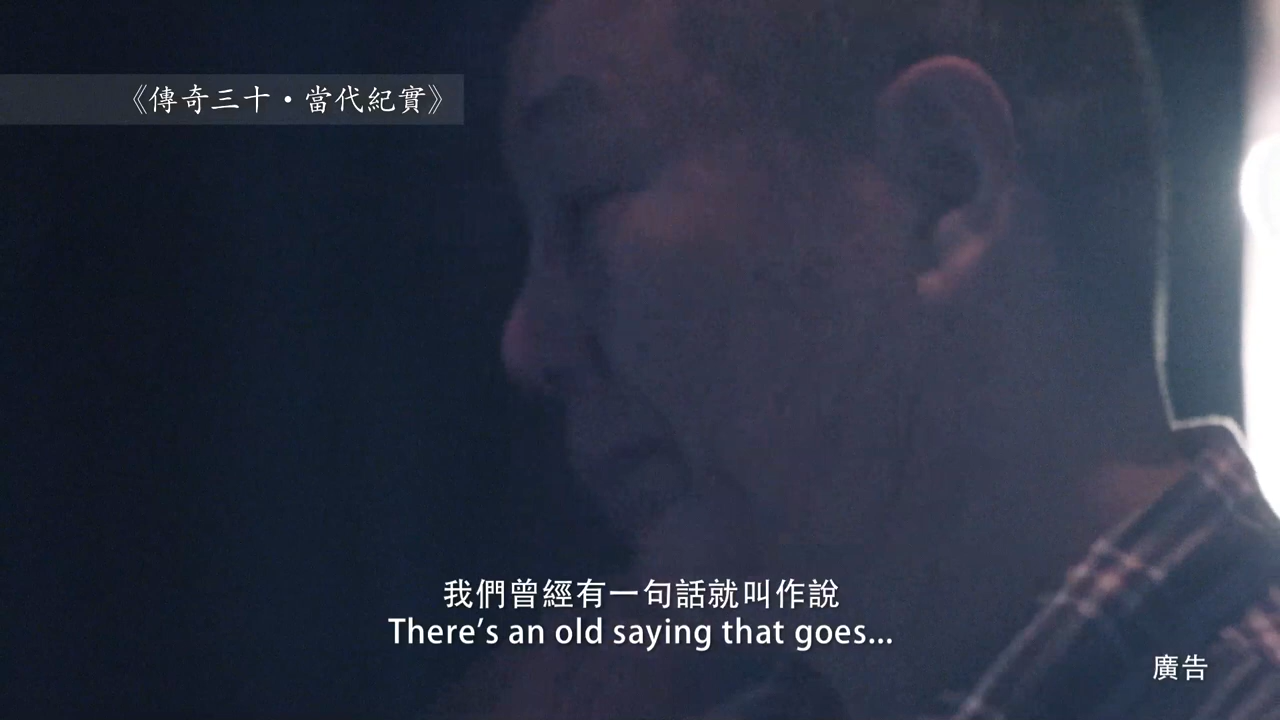 《傳奇三十·當代紀實》
我們曾經有一句話就叫作說
There's an old saying that goes...
廣告